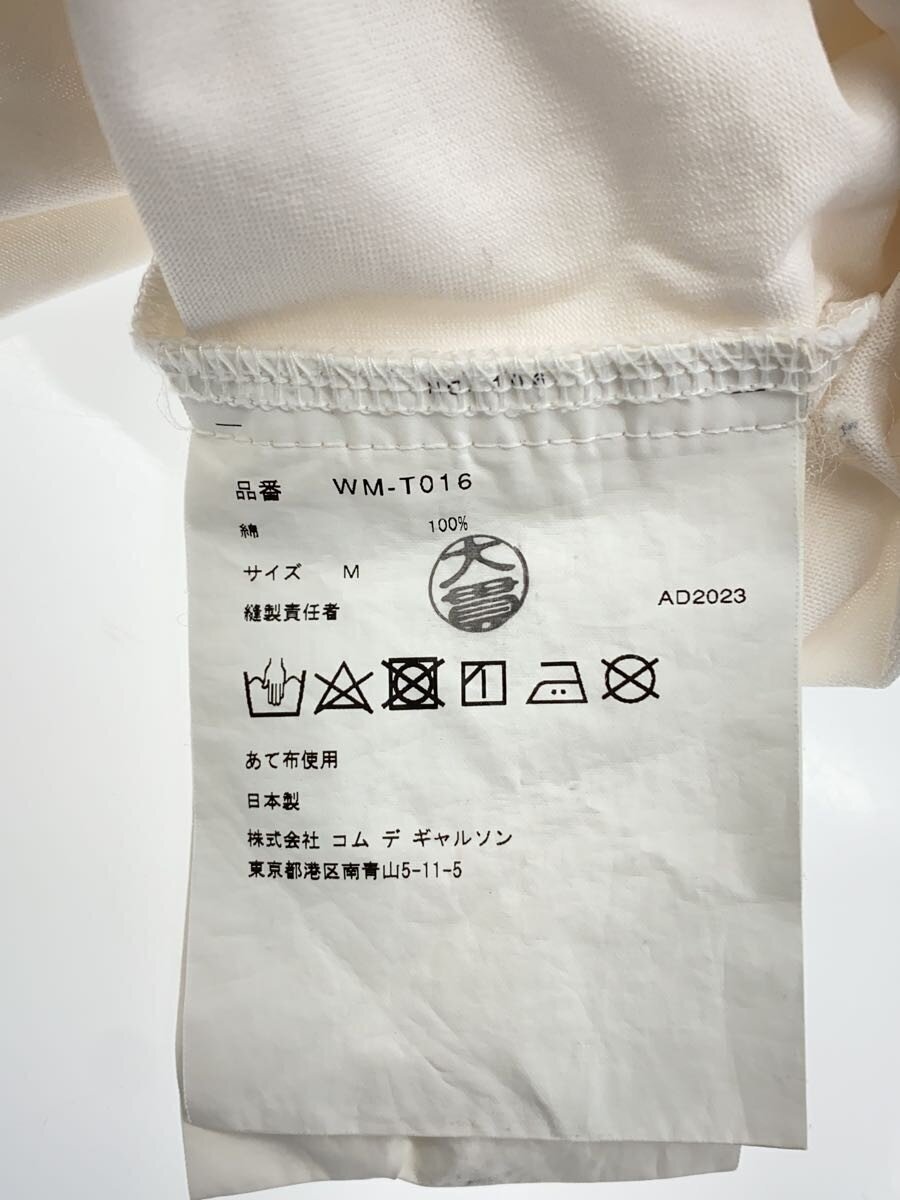 品番 WM-T016
綿 100%
サイズ M
縫製責任者 AD2023
あて布使用
日本製
株式会社 コム デ ギャルソン
東京都港区南青山5-11-5